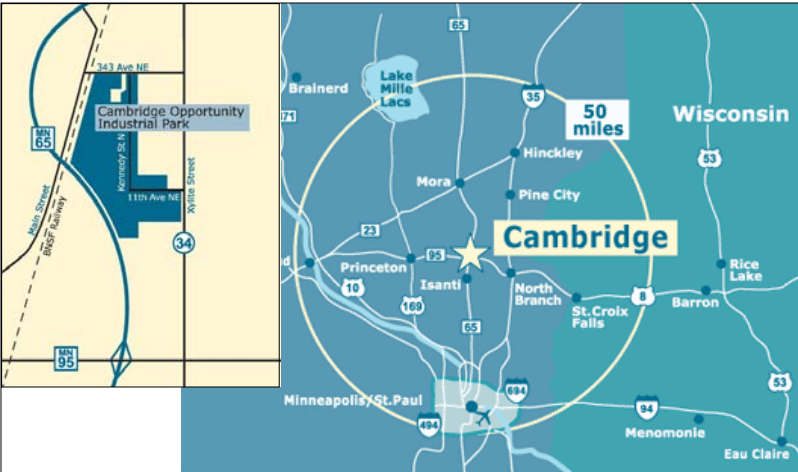 343 Ave NE
MN
65
Cambridge Opportunity
Industrial Park
Kennedy St N
11th Ave NE
Main Street
BNSF Railway
Xylite Street
34
MN
95
65
Lake
Mille
Lacs
Brainerd
371
35
50
miles
Wisconsin
53
Hinckley
Mora
Pine City
23
Cambridge
95
d
Princeton
Isanti
10
169
North
Branch
65
St.Croix
Falls
8
Barron
Rice
Lake
53
Minneapolis/St.Paul
694
494
94
Menomonie
Eau Claire